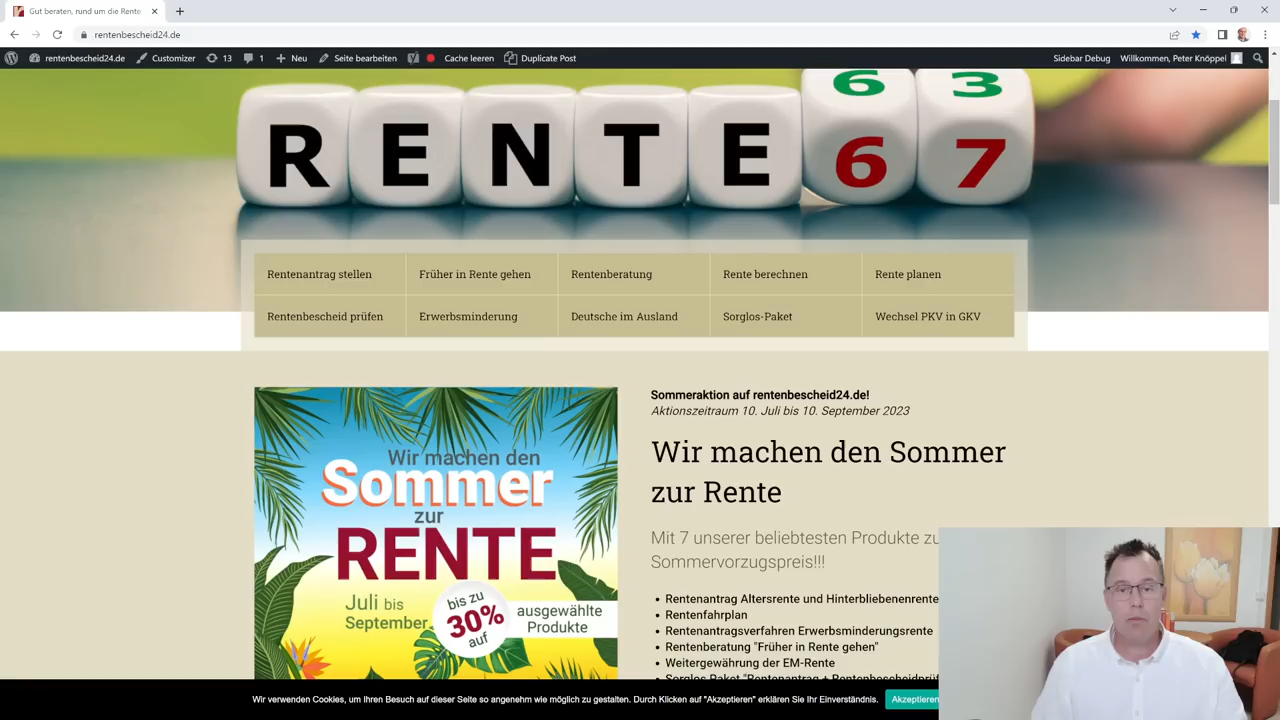 Gut beraten, rund um die Rente
rentenbescheid24.de
rentenbescheid24.de
Customizer
13
1
Neu
Seite bearbeiten
Cache leeren
Duplicate Post
Sidebar Debug
Willkommen, Peter Knöppel
63
RENTE 67
Rentenantrag stellen
Früher in Rente gehen
Rentenberatung
Rente berechnen
Rente planen
Rentenbescheid prüfen
Erwerbsminderung
Deutsche im Ausland
Sorglos-Paket
Wechsel PKV in GKV
Wir machen den
Sommer
zur
RENTE
Juli bis
September
bis zu
30%
auf
ausgewählte
Produkte
Sommeraktion auf rentenbescheid24.de!
Aktionszeitraum 10. Juli bis 10. September 2023
Wir machen den Sommer
zur Rente
Mit 7 unserer beliebtesten Produkte
Sommervorzugspreis!!!
• Rentenantrag Altersrente und Hinterbliebenenrente
• Rentenfahrplan
• Rentenantragsverfahren Erwerbsminderungsrente
• Rentenberatung "Früher in Rente gehen"
• Weitergewährung der EM-Rente
Sorglos Paket "Rentenantrag +
Wir verwenden Cookies, um Ihren Besuch auf dieser Seite so angenehm wie möglich zu gestalten. Durch Klicken auf "Akzeptieren" erklären Sie Ihr Einverständnis.
Akzeptieren